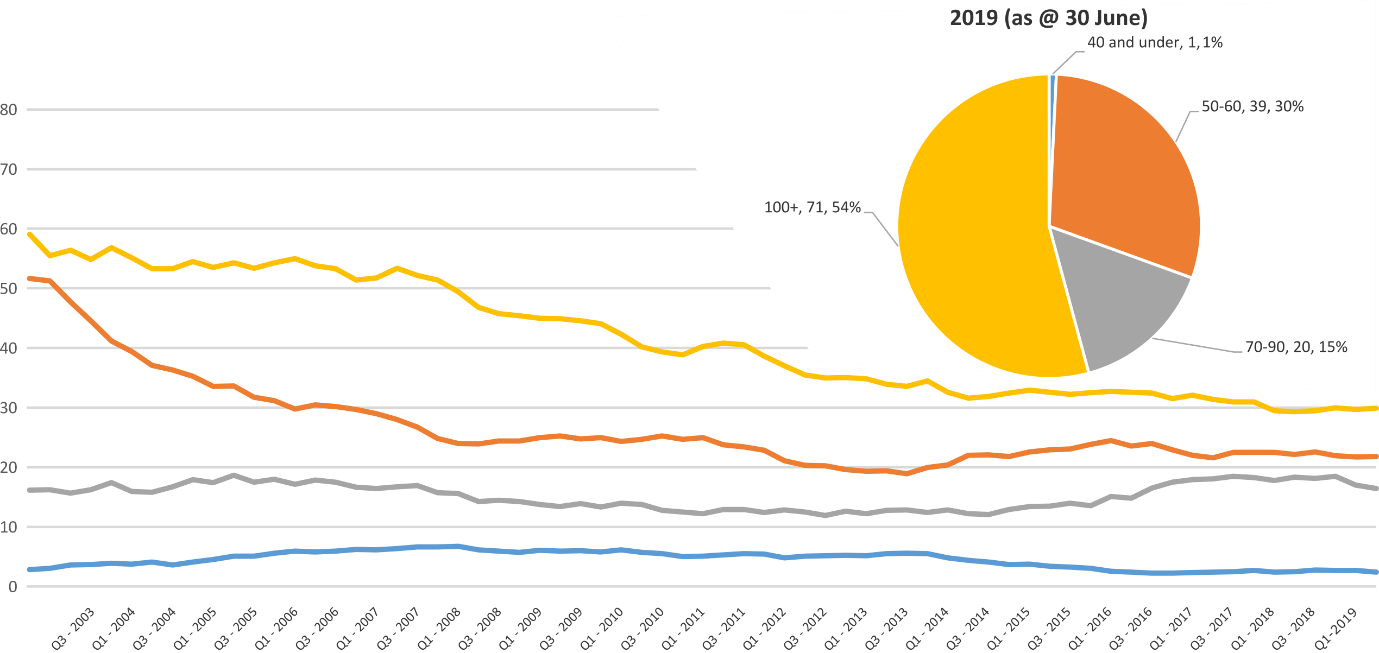 2019 (as @ 30 June)
40 and under, 1, 1%
50-60, 39, 30%
100+, 71, 54%
70-90, 20, 15%
80
70
60
50
40
30
20
10
0
Q3 - 2003
Q1 - 2004
Q3 - 2004
Q1 - 2005
Q3 - 2005
Q1 - 2006
Q3 - 2006
Q1 - 2007
Q3 - 2007
Q1 - 2008
Q3 - 2008
Q1 - 2009
Q3 - 2009
Q1 - 2010
Q3 - 2010
Q1 - 2011
Q3 - 2011
Q1 - 2012
Q3 - 2012
Q1 - 2013
Q3 - 2013
Q1 - 2014
Q3 - 2014
Q1 - 2015
Q3 - 2015
Q1 - 2016
Q3 - 2016
Q1 - 2017
Q3 - 2017
Q1 - 2018
Q3 - 2018
Q1-2019